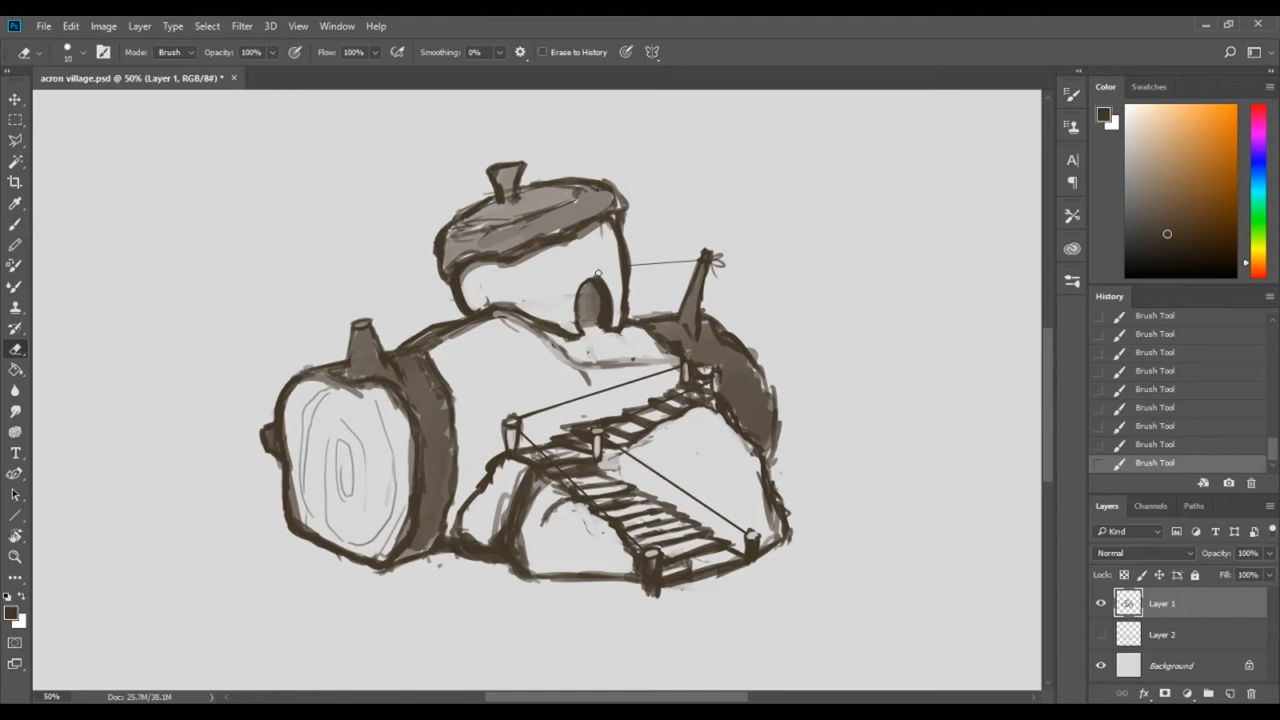 Ps File Edit Image Layer Type Select Filter 3D View Window Help
10 Mode: Brush Opacity: 100% Flow: 100% Smoothing: 0% Erase to History
acron village.psd @ 50% (Layer 1, RGB/8#) * ×
Color Swatches
History
Brush Tool
Brush Tool
Brush Tool
Brush Tool
Brush Tool
Brush Tool
Brush Tool
Brush Tool
Brush Tool
Layers Channels Paths
Kind
Normal Opacity: 100%
Lock: Fill: 100%
Layer 1
Layer 2
Background
fx
50% Doc: 25.7M/38.1M